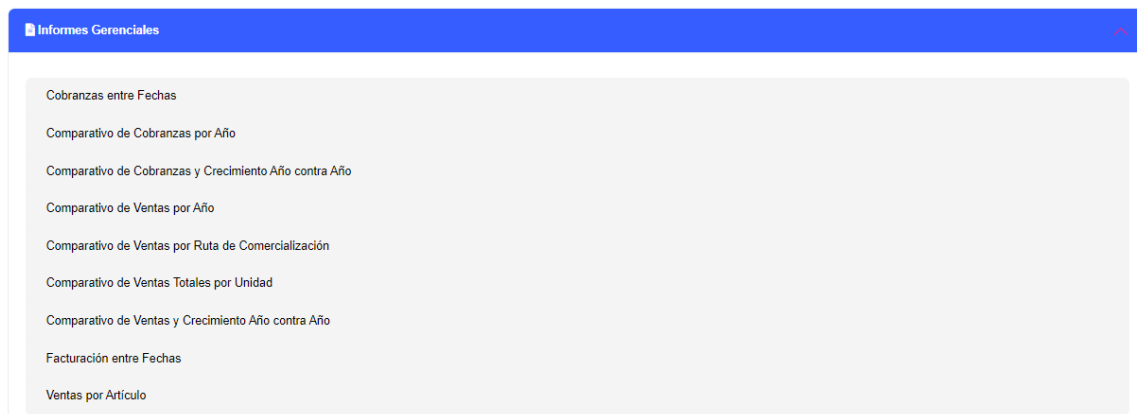 Informes Gerenciales
Cobranzas entre Fechas
Comparativo de Cobranzas por Año
Comparativo de Cobranzas y Crecimiento Año contra Año
Comparativo de Ventas por Año
Comparativo de Ventas por Ruta de Comercialización
Comparativo de Ventas Totales por Unidad
Comparativo de Ventas y Crecimiento Año contra Año
Facturación entre Fechas
Ventas por Artículo